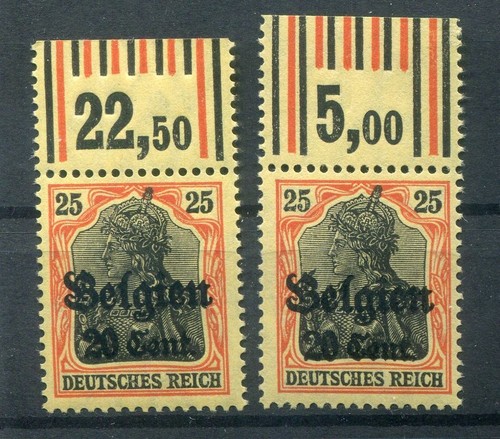 22,50
25 25
Belgien
20 Cent.
DEUTSCHES REICH
5,00
25 25
Belgien
20 Cent.
DEUTSCHES REICH